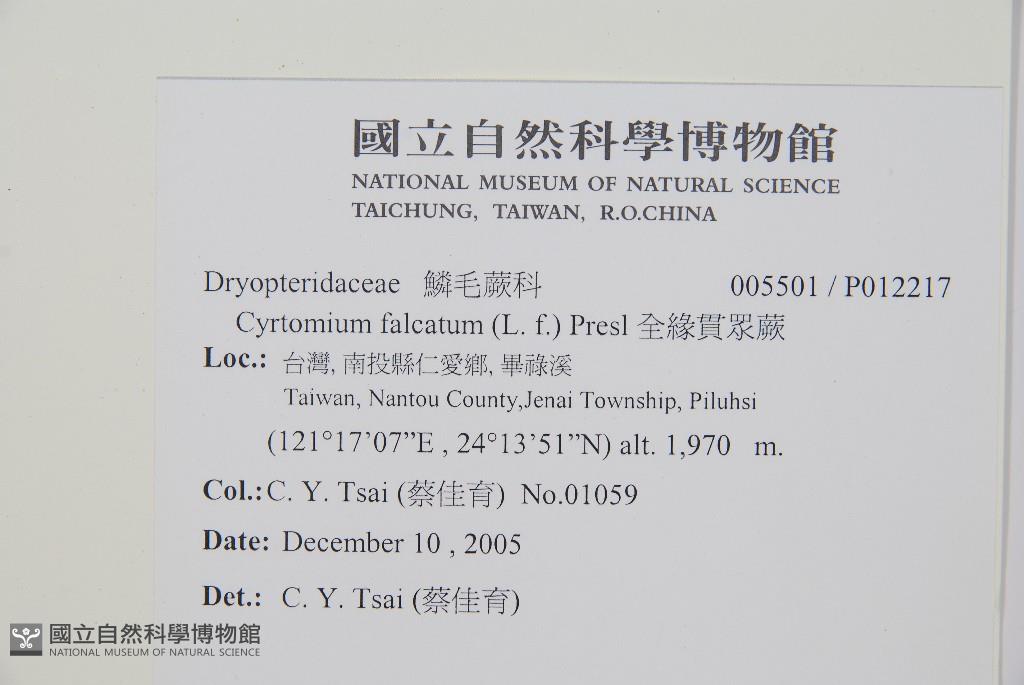 國立自然科學博物館
NATIONAL MUSEUM OF NATURAL SCIENCE
TAICHUNG, TAIWAN, R.O.CHINA
Dryopteridaceae 鱗毛蕨科 005501 / P012217
Cyrtomium falcatum (L. f.) Presl 全緣貫眾蕨
Loc.: 台灣, 南投縣仁愛鄉, 畢祿溪
Taiwan, Nantou County,Jenai Township, Piluhsi
(121°17’07”E , 24°13’51”N) alt. 1,970 m.
Col.:C. Y. Tsai (蔡佳育) No.01059
Date: December 10 , 2005
Det.: C. Y. Tsai (蔡佳育)
國立自然科學博物館
NATIONAL MUSEUM OF NATURAL SCIENCE